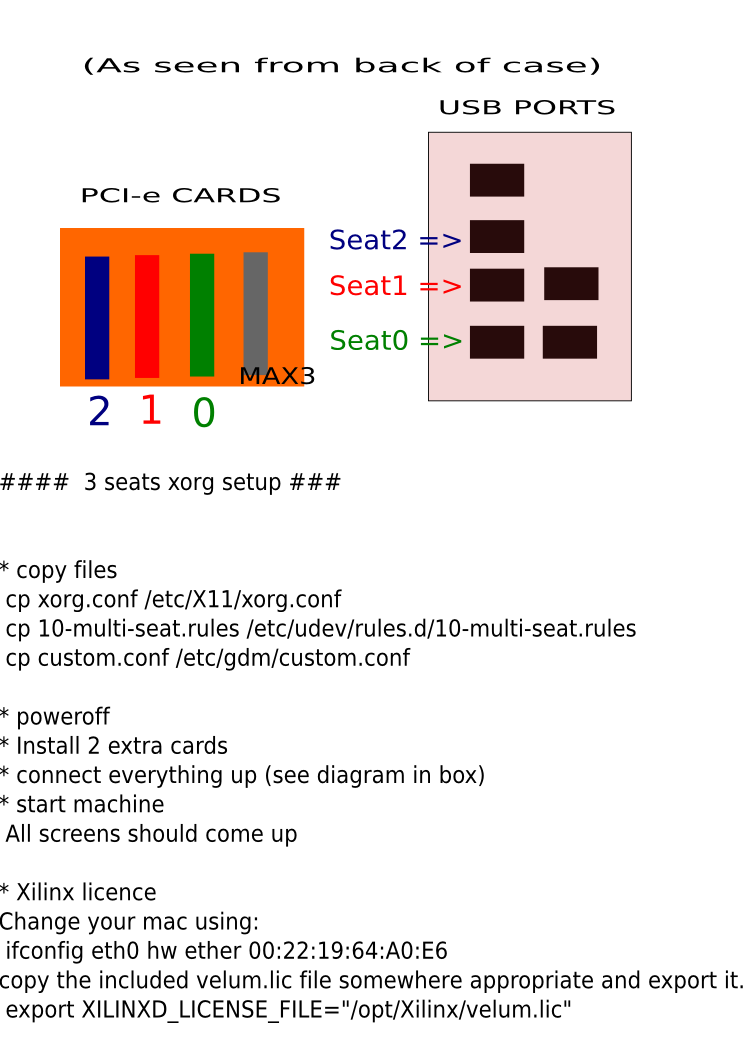 (As seen from back of case)
USB PORTS
PCI-e CARDS
Seat2 =>
Seat1 =>
Seat0 =>
MAX3
2 1 0
####  3 seats xorg setup ###
* copy files
cp xorg.conf /etc/X11/xorg.conf
cp 10-multi-seat.rules /etc/udev/rules.d/10-multi-seat.rules
cp custom.conf /etc/gdm/custom.conf
* poweroff
* Install 2 extra cards
* connect everything up (see diagram in box)
* start machine
All screens should come up
* Xilinx licence
Change your mac using:
ifconfig eth0 hw ether 00:22:19:64:A0:E6
copy the included velum.lic file somewhere appropriate and export it.
export XILINXD_LICENSE_FILE="/opt/Xilinx/velum.lic"